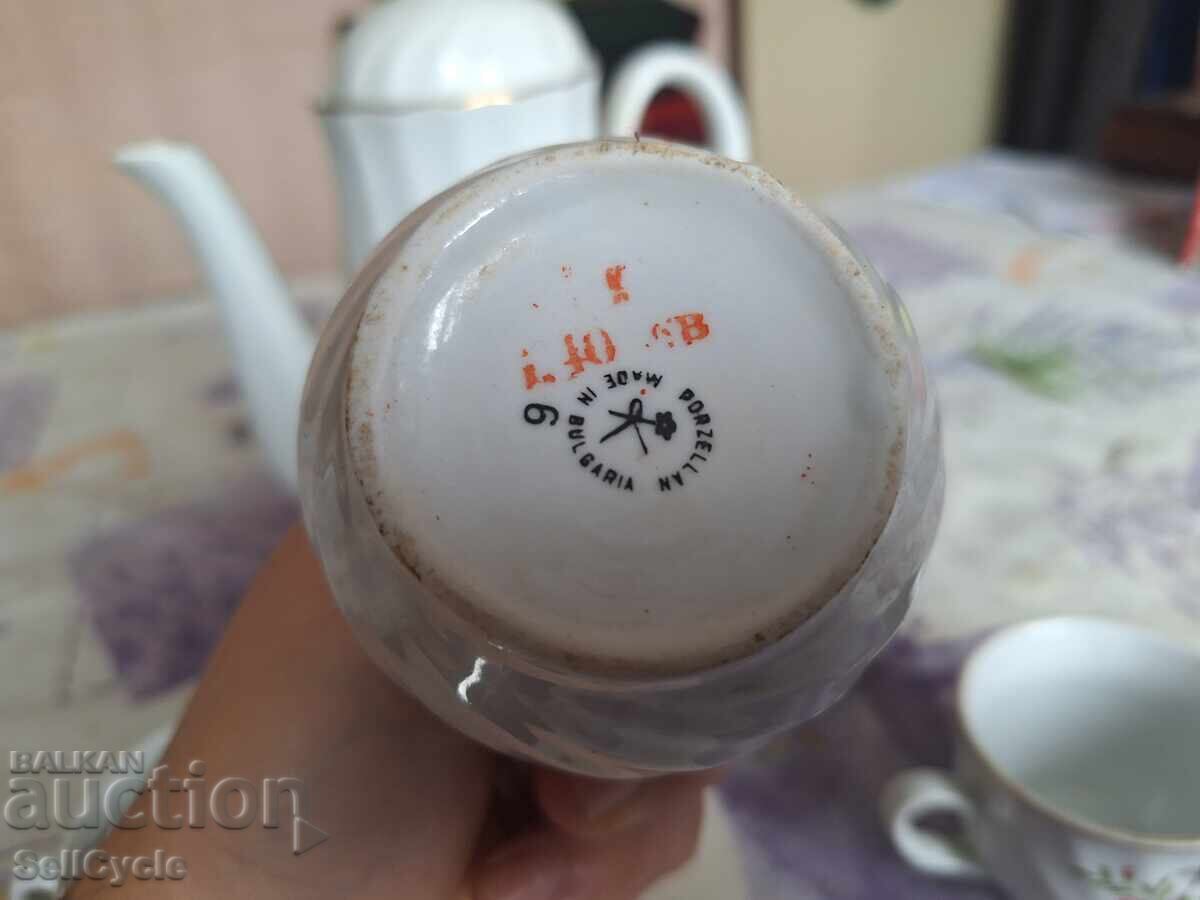 6
PORZELLAN
MADE IN BULGARIA
BALKAN
auction
SellCycle